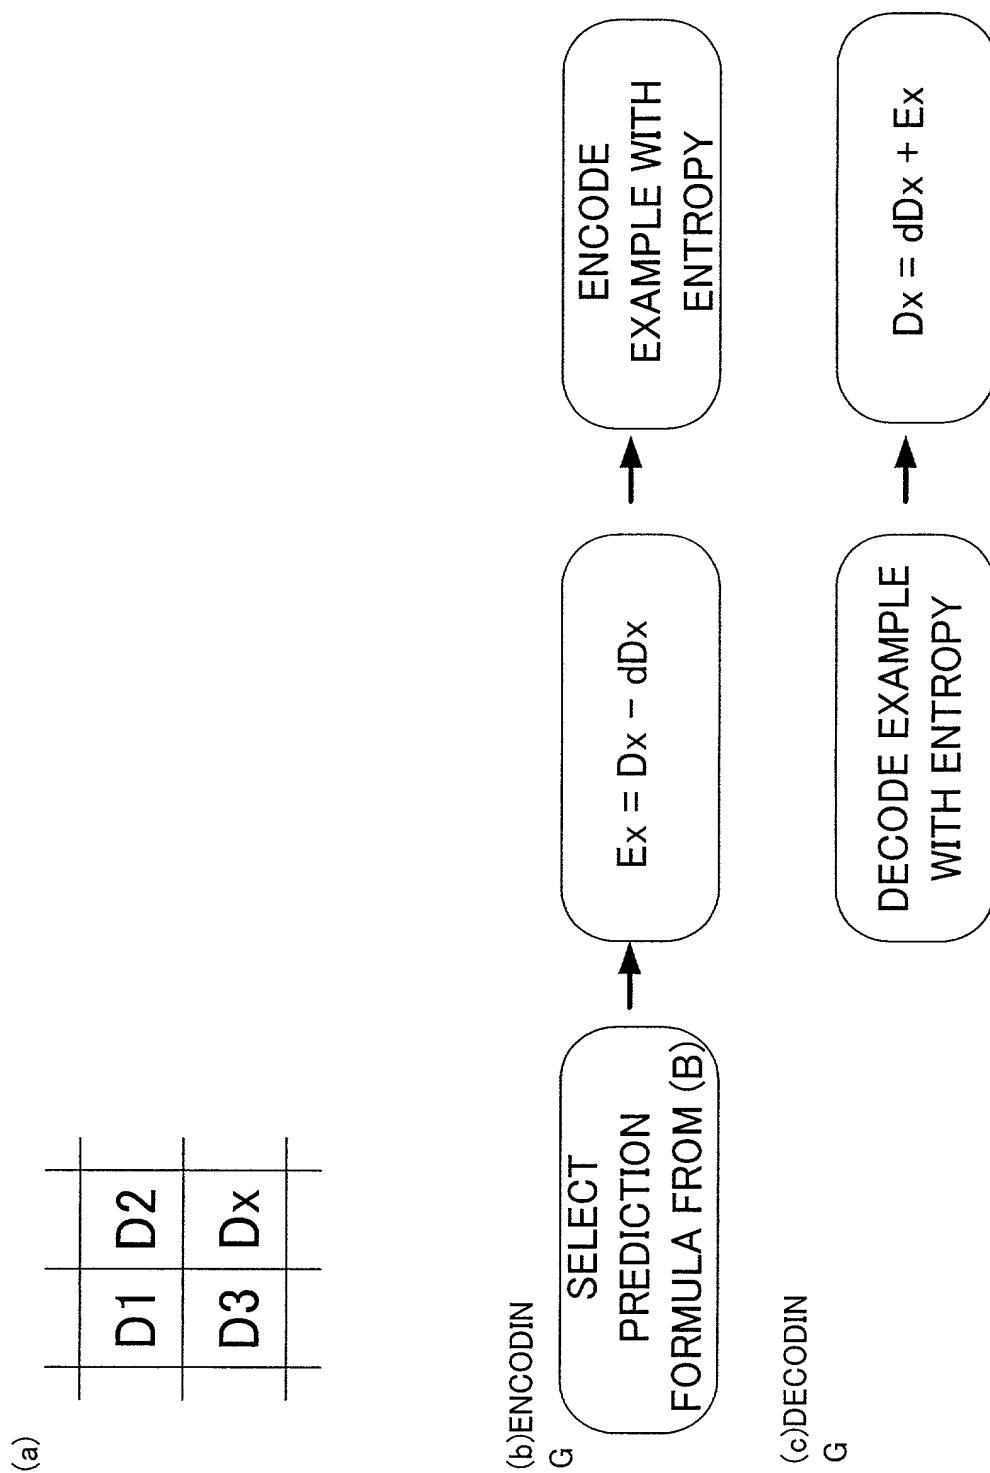 (a)
D1 D2
D3 Dx
(b)ENCODIN
G
SELECT
PREDICTION
FORMULA FROM (B)
Ex = Dx − dDx
ENCODE
EXAMPLE WITH
ENTROPY
(c)DECODIN
G
DECODE EXAMPLE
WITH ENTROPY
Dx = dDx + Ex